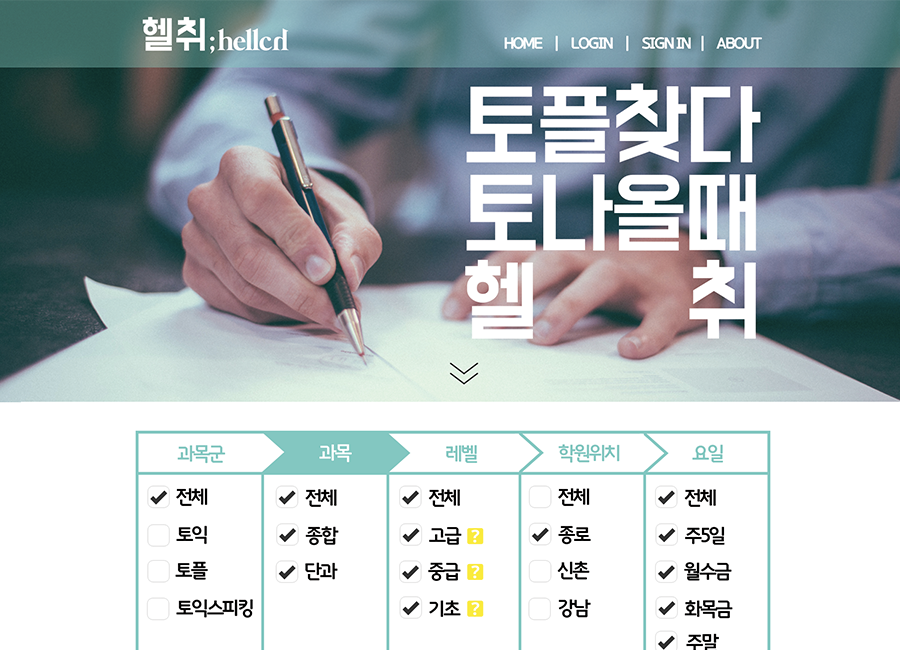 헬취;hellcd
HOME | LOGIN | SIGN IN | ABOUT
토플찾다
토나올때
헬 취
과목군 과목 레벨 학원위치 요일
전체 전체 전체 전체 전체
토익 종합 고급 ? 종로 주5일
토플 단과 중급 ? 신촌 월수금
토익스피킹 기초 ? 강남 화목금
주말